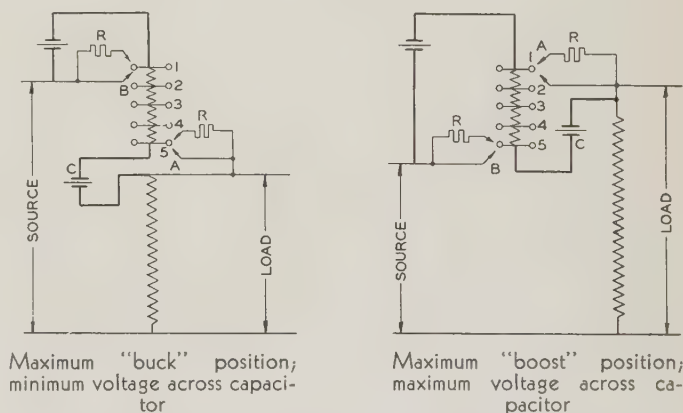 R
1
B
2
3
4
R
5
C
A
SOURCE
LOAD
Maximum "buck" position;
minimum voltage across capaci-
tor
A
R
1
2
3
4
R
5
C
B
SOURCE
LOAD
Maximum "boost" position;
maximum voltage across ca-
pacitor